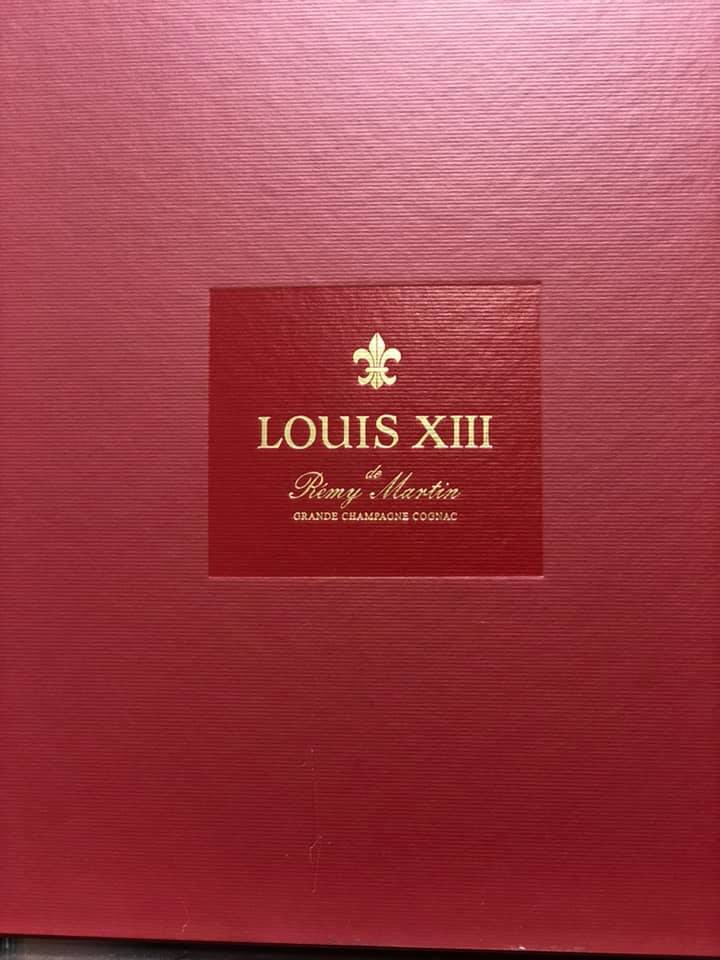 LOUIS XIII
de
Rémy Martin
GRANDE CHAMPAGNE COGNAC